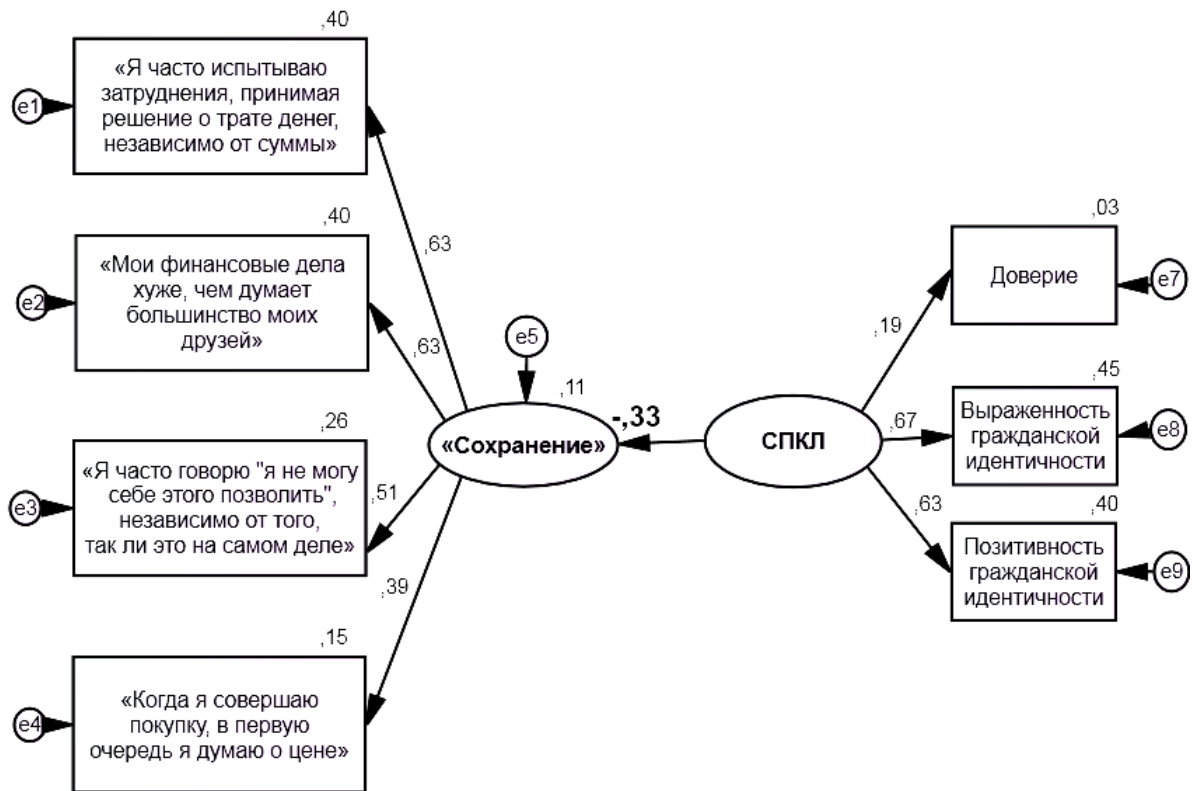 ,40
«Я часто испытываю
затруднения, принимая
решение о трате денег,
независимо от суммы»
e1
,63
,40
«Мои финансовые дела
хуже, чем думает
большинство моих
друзей»
e2
,63
,26
«Я часто говорю "я не могу
себе этого позволить",
независимо от того,
так ли это на самом деле»
e3
,51
,15
«Когда я совершаю
покупку, в первую
очередь я думаю о цене»
e4
,39
e5
,11
«Сохранение»
-,33
СПКЛ
,03
Доверие
e7
,19
,45
Выраженность
гражданской
идентичности
e8
,67
,40
Позитивность
гражданской
идентичности
e9
,63